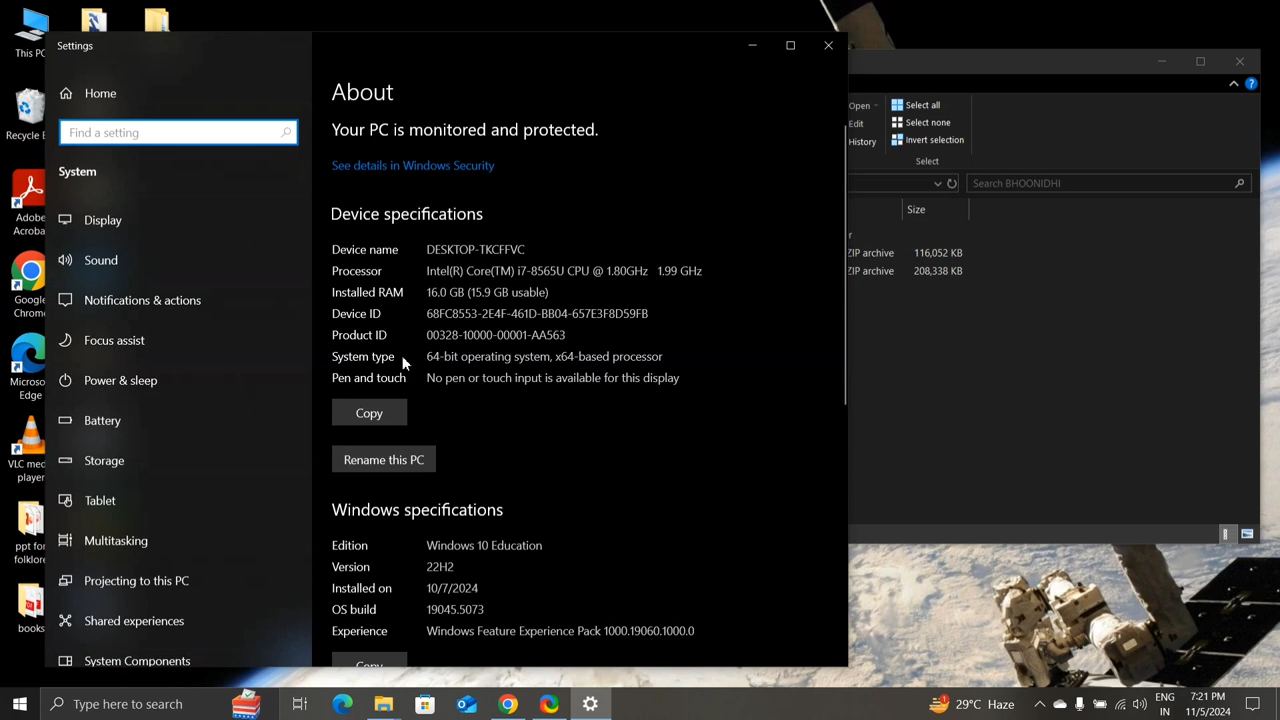 This PC
Settings
Home
Find a setting
System
Display
Sound
Notifications & actions
Focus assist
Power & sleep
Battery
Storage
Tablet
Multitasking
Projecting to this PC
Shared experiences
System Components
About
Your PC is monitored and protected.
See details in Windows Security
Device specifications
Device name DESKTOP-TKCFFVC
Processor Intel(R) Core(TM) i7-8565U CPU @ 1.80GHz 1.99 GHz
Installed RAM 16.0 GB (15.9 GB usable)
Device ID 68FC8553-2E4F-461D-BB04-657E3F8D59FB
Product ID 00328-10000-00001-AA563
System type 64-bit operating system, x64-based processor
Pen and touch No pen or touch input is available for this display
Copy
Rename this PC
Windows specifications
Edition Windows 10 Education
Version 22H2
Installed on 10/7/2024
OS build 19045.5073
Experience Windows Feature Experience Pack 1000.19060.1000.0
Copy
Recycle B
Adobe
Acroba
Google
Chrome
Microso
Edge
VLC med
player
ppt for
folklore
books
Open
Edit
History
Select all
Select none
Invert selection
Select
Search BHOONIDHI
Size
r
ZIP archive 116,052 KB
ZIP archive 208,338 KB
Type here to search
29°C Haze
ENG
IN
7:21 PM
11/5/2024